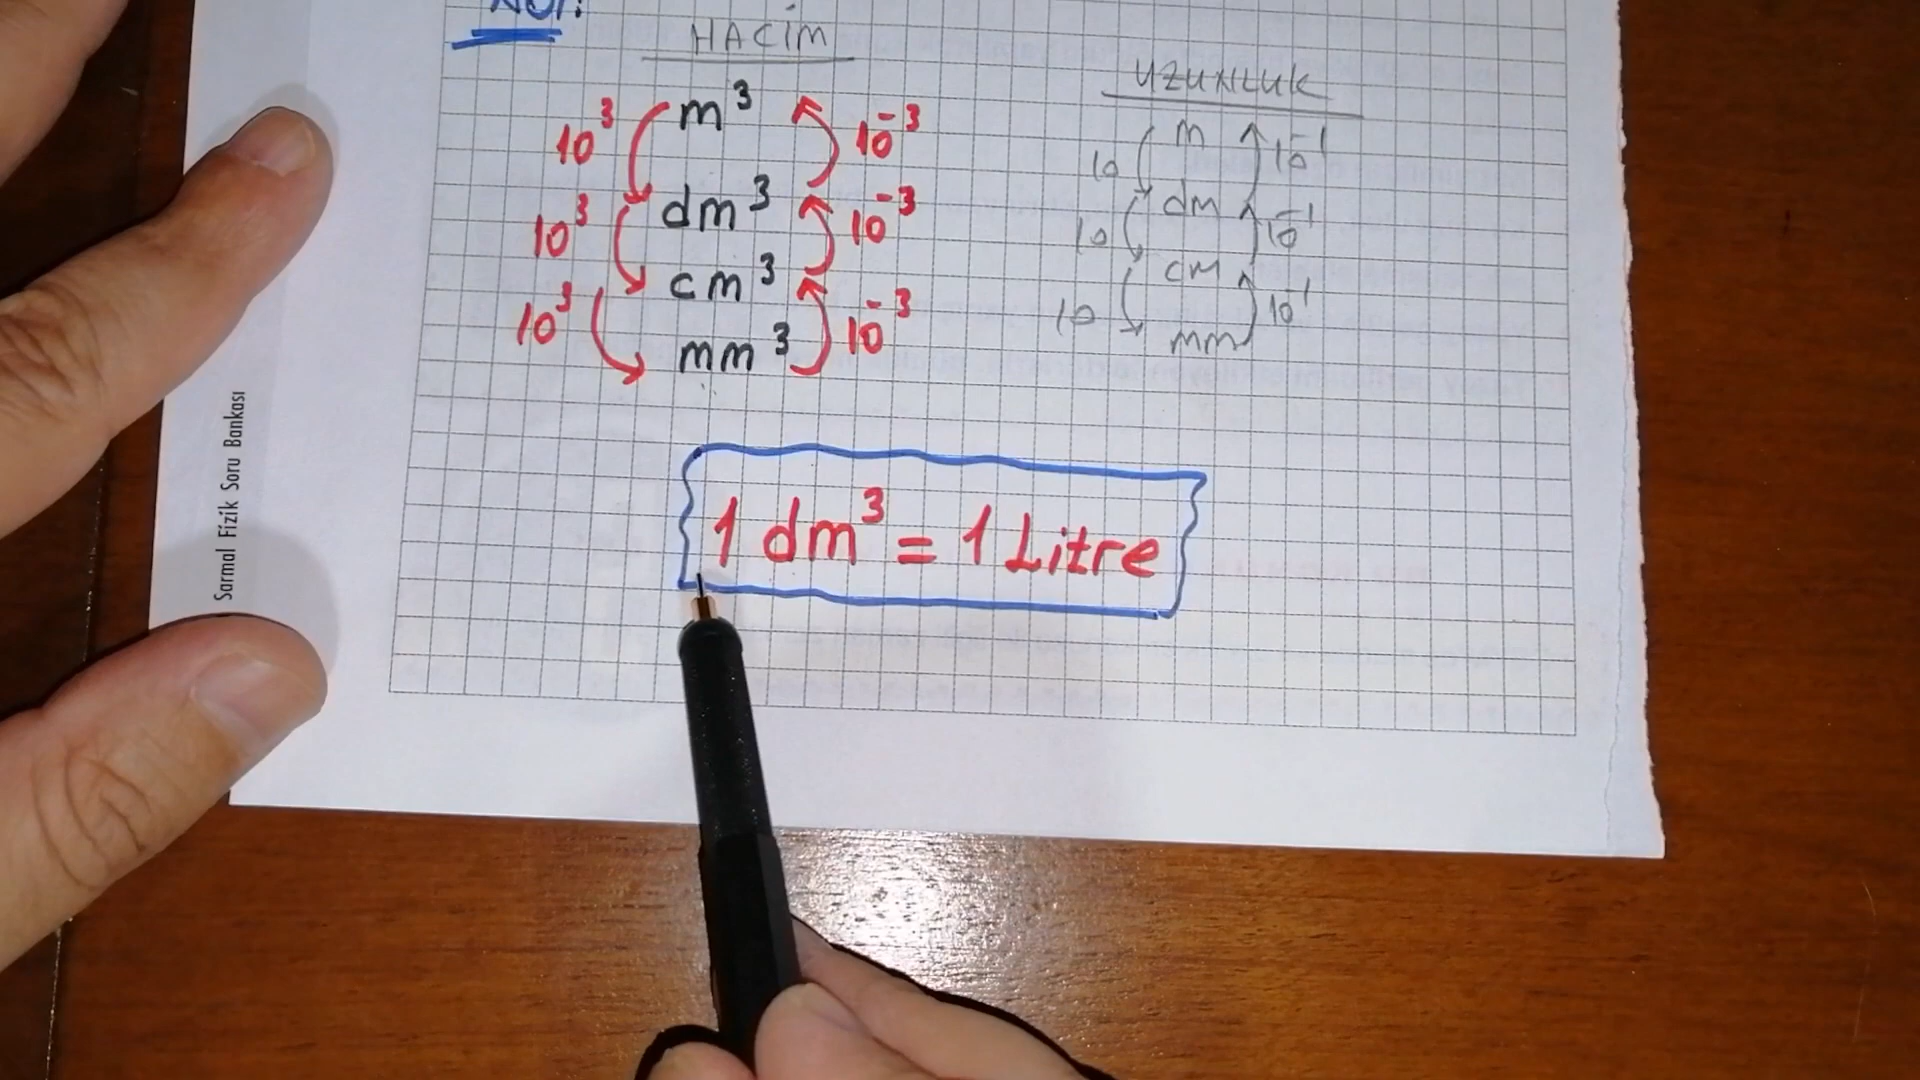 NOT:
HACİM
10³ m³ 10⁻³
10³ dm³ 10⁻³
10³ cm³ 10⁻³
mm³
UZUNLUK
10 m 10⁻¹
10 dm 10⁻¹
10 cm 10⁻¹
mm
1 dm³ = 1 Litre
Sarmal Fizik Soru Bankası